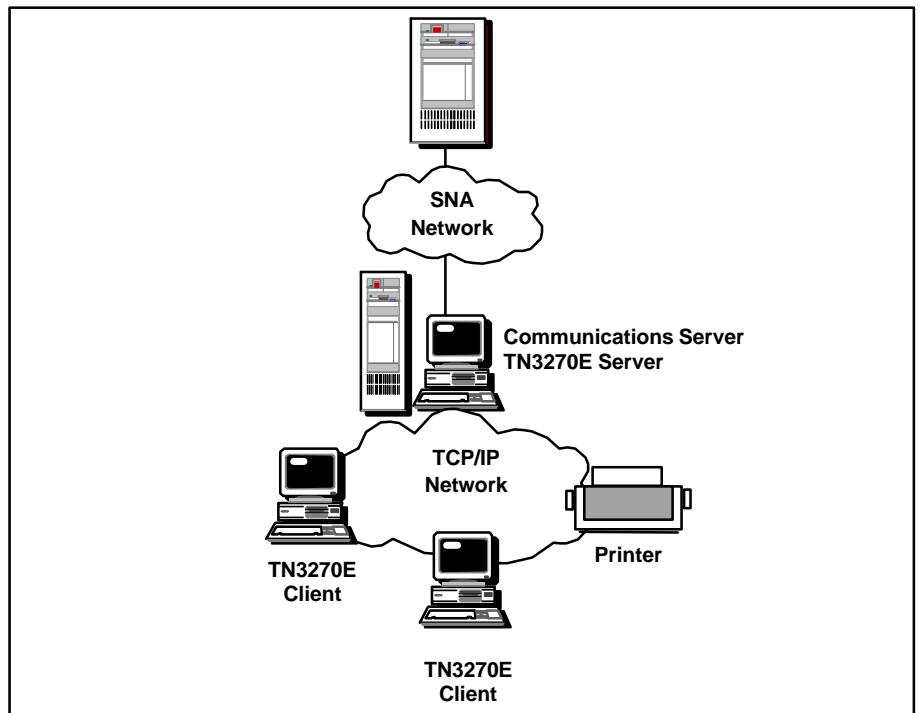 SNA
Network
Communications Server
TN3270E Server
TCP/IP
Network
Printer
TN3270E
Client
TN3270E
Client